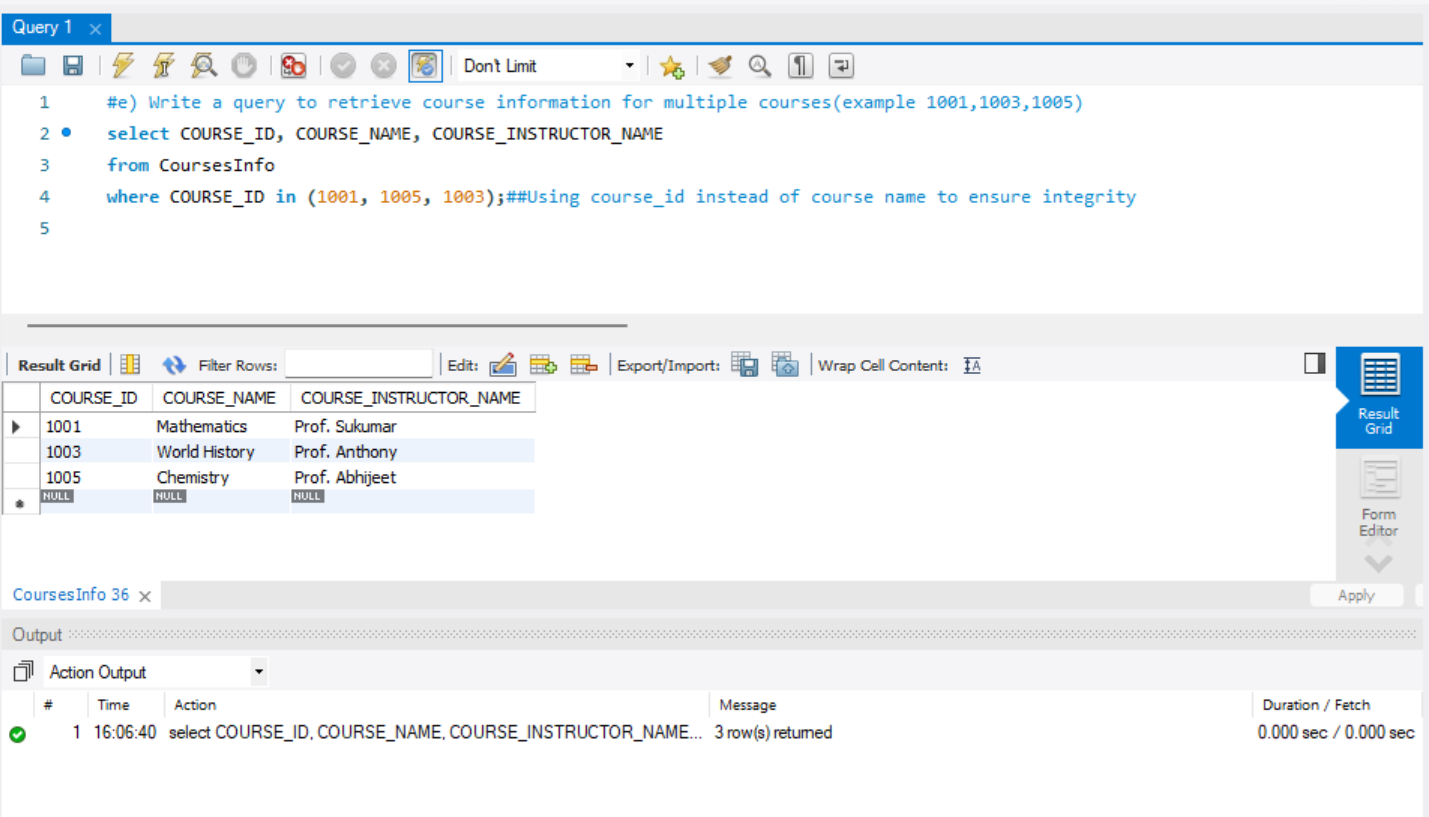 Query 1
Don't Limit
1 #e) Write a query to retrieve course information for multiple courses(example 1001,1003,1005)
2 select COURSE_ID, COURSE_NAME, COURSE_INSTRUCTOR_NAME
3 from CoursesInfo
4 where COURSE_ID in (1001, 1005, 1003);##Using course_id instead of course name to ensure integrity
5
Result Grid Filter Rows: Edit: Export/Import: Wrap Cell Content:
COURSE_ID COURSE_NAME COURSE_INSTRUCTOR_NAME
1001 Mathematics Prof. Sukumar
1003 World History Prof. Anthony
1005 Chemistry Prof. Abhijeet
NULL NULL NULL
Result
Grid
Form
Editor
CoursesInfo 36
Apply
Output
Action Output
# Time Action Message Duration / Fetch
1 16:06:40 select COURSE_ID, COURSE_NAME, COURSE_INSTRUCTOR_NAME... 3 row(s) returned 0.000 sec / 0.000 sec